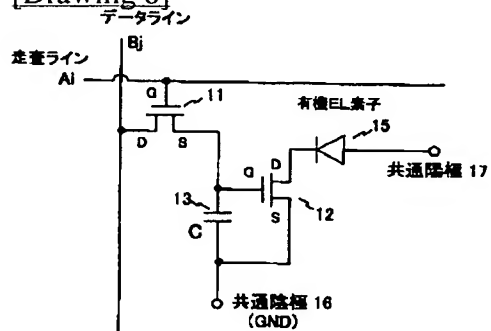 [Drawing 6]
データライン
Bj
走査ライン
Ai
G
11
有機EL素子
15
D
S
共通陽極 17
13
G
D
C
S
12
共通陰極 16
(GND)